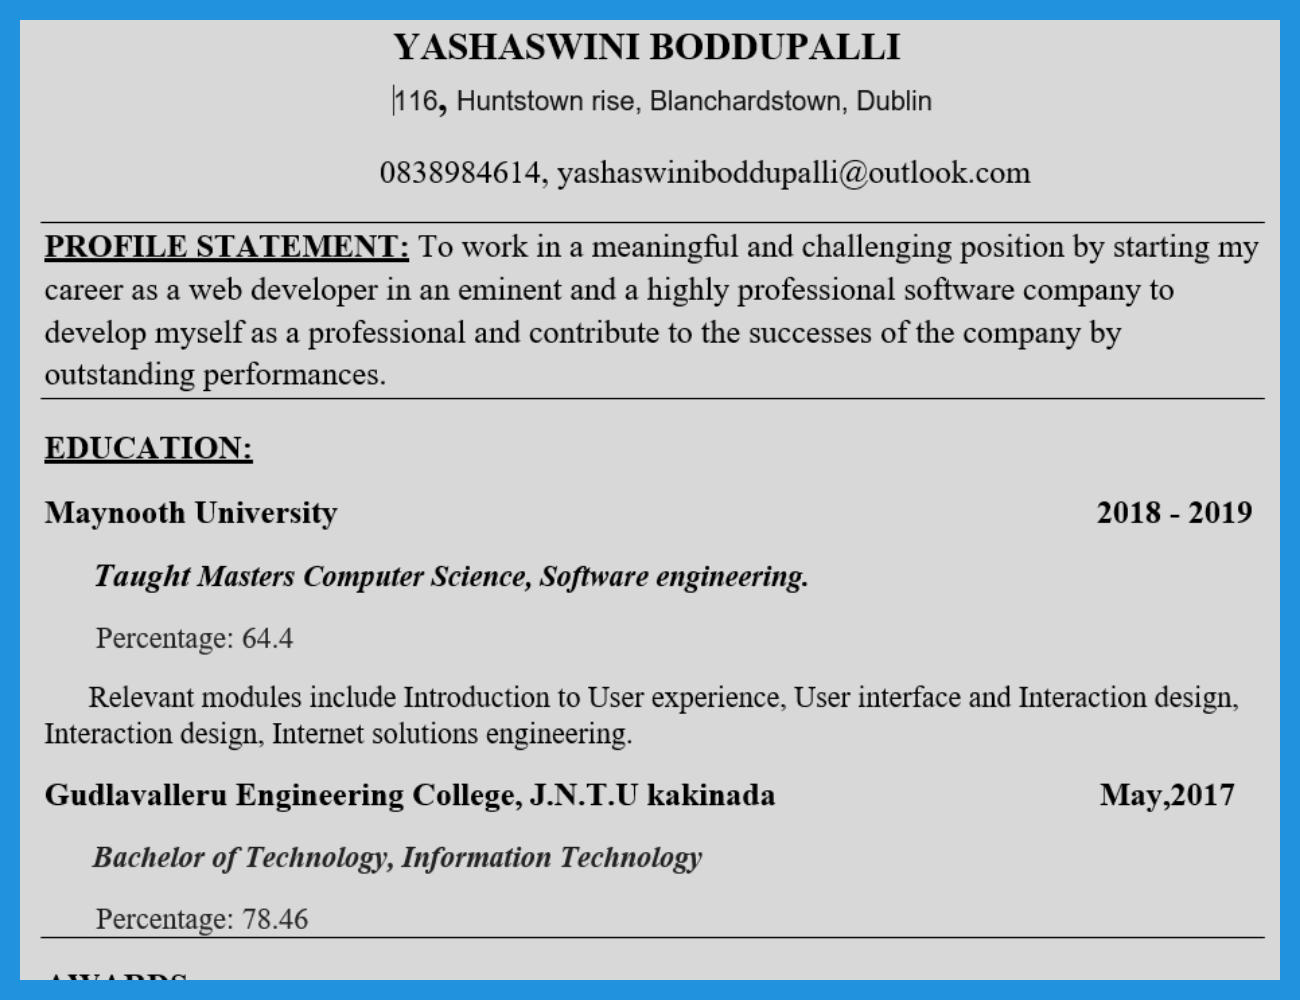 YASHASWINI BODDUPALLI
116, Huntstown rise, Blanchardstown, Dublin
0838984614, yashaswiniboddupalli@outlook.com
PROFILE STATEMENT: To work in a meaningful and challenging position by starting my
career as a web developer in an eminent and a highly professional software company to
develop myself as a professional and contribute to the successes of the company by
outstanding performances.
EDUCATION:
Maynooth University 2018 - 2019
Taught Masters Computer Science, Software engineering.
Percentage: 64.4
Relevant modules include Introduction to User experience, User interface and Interaction design,
Interaction design, Internet solutions engineering.
Gudlavalleru Engineering College, J.N.T.U kakinada May,2017
Bachelor of Technology, Information Technology
Percentage: 78.46
AWARDS